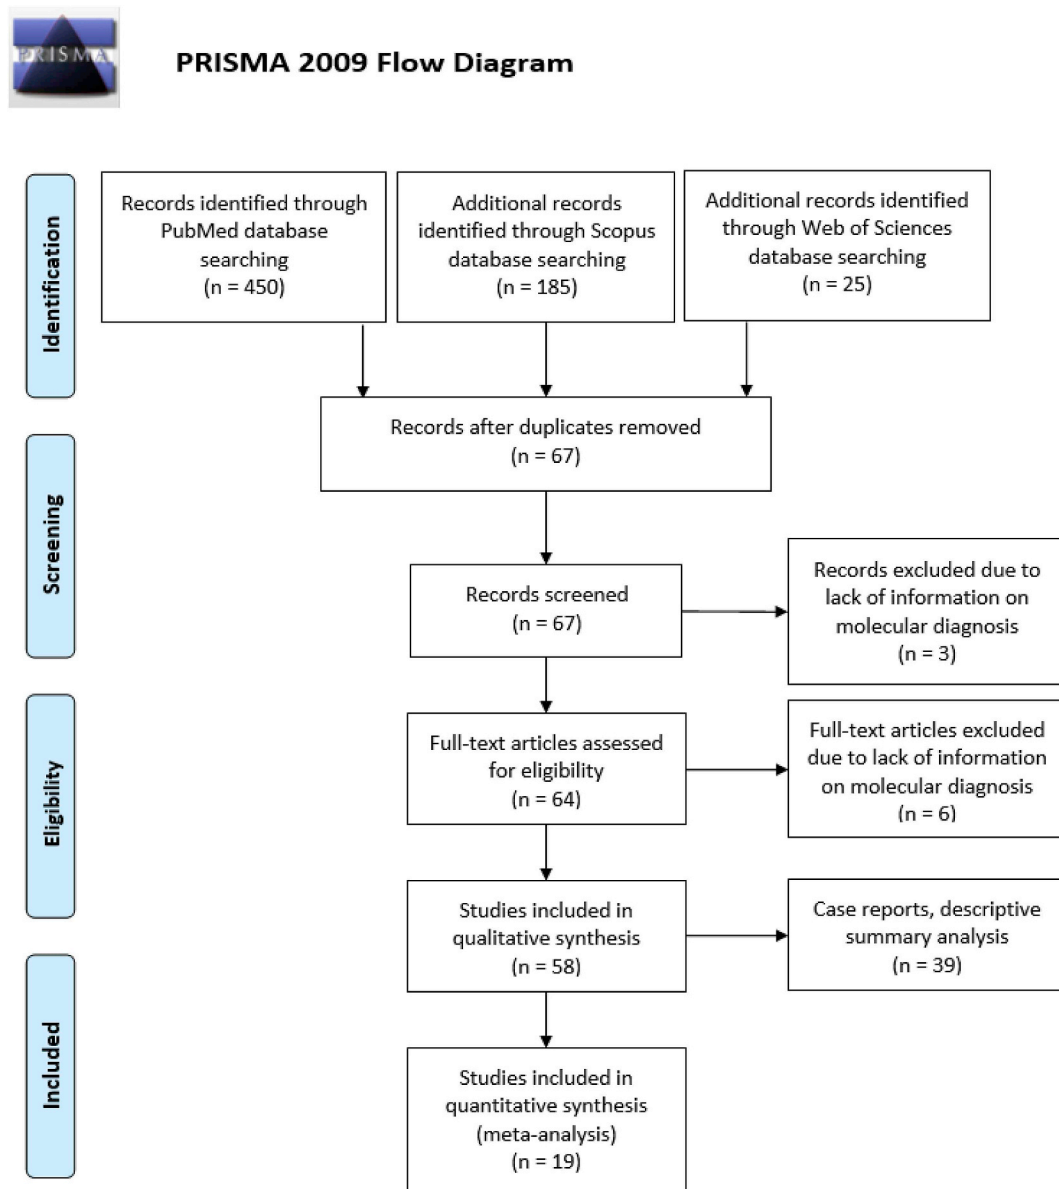 PRISMA
PRISMA 2009 Flow Diagram
Identification
Records identified through
PubMed database
searching
(n = 450)
Additional records
identified through Scopus
database searching
(n = 185)
Additional records identified
through Web of Sciences
database searching
(n = 25)
Records after duplicates removed
(n = 67)
Screening
Records screened
(n = 67)
Records excluded due to
lack of information on
molecular diagnosis
(n = 3)
Eligibility
Full-text articles assessed
for eligibility
(n = 64)
Full-text articles excluded
due to lack of information
on molecular diagnosis
(n = 6)
Studies included in
qualitative synthesis
(n = 58)
Case reports, descriptive
summary analysis
(n = 39)
Included
Studies included in
quantitative synthesis
(meta-analysis)
(n = 19)